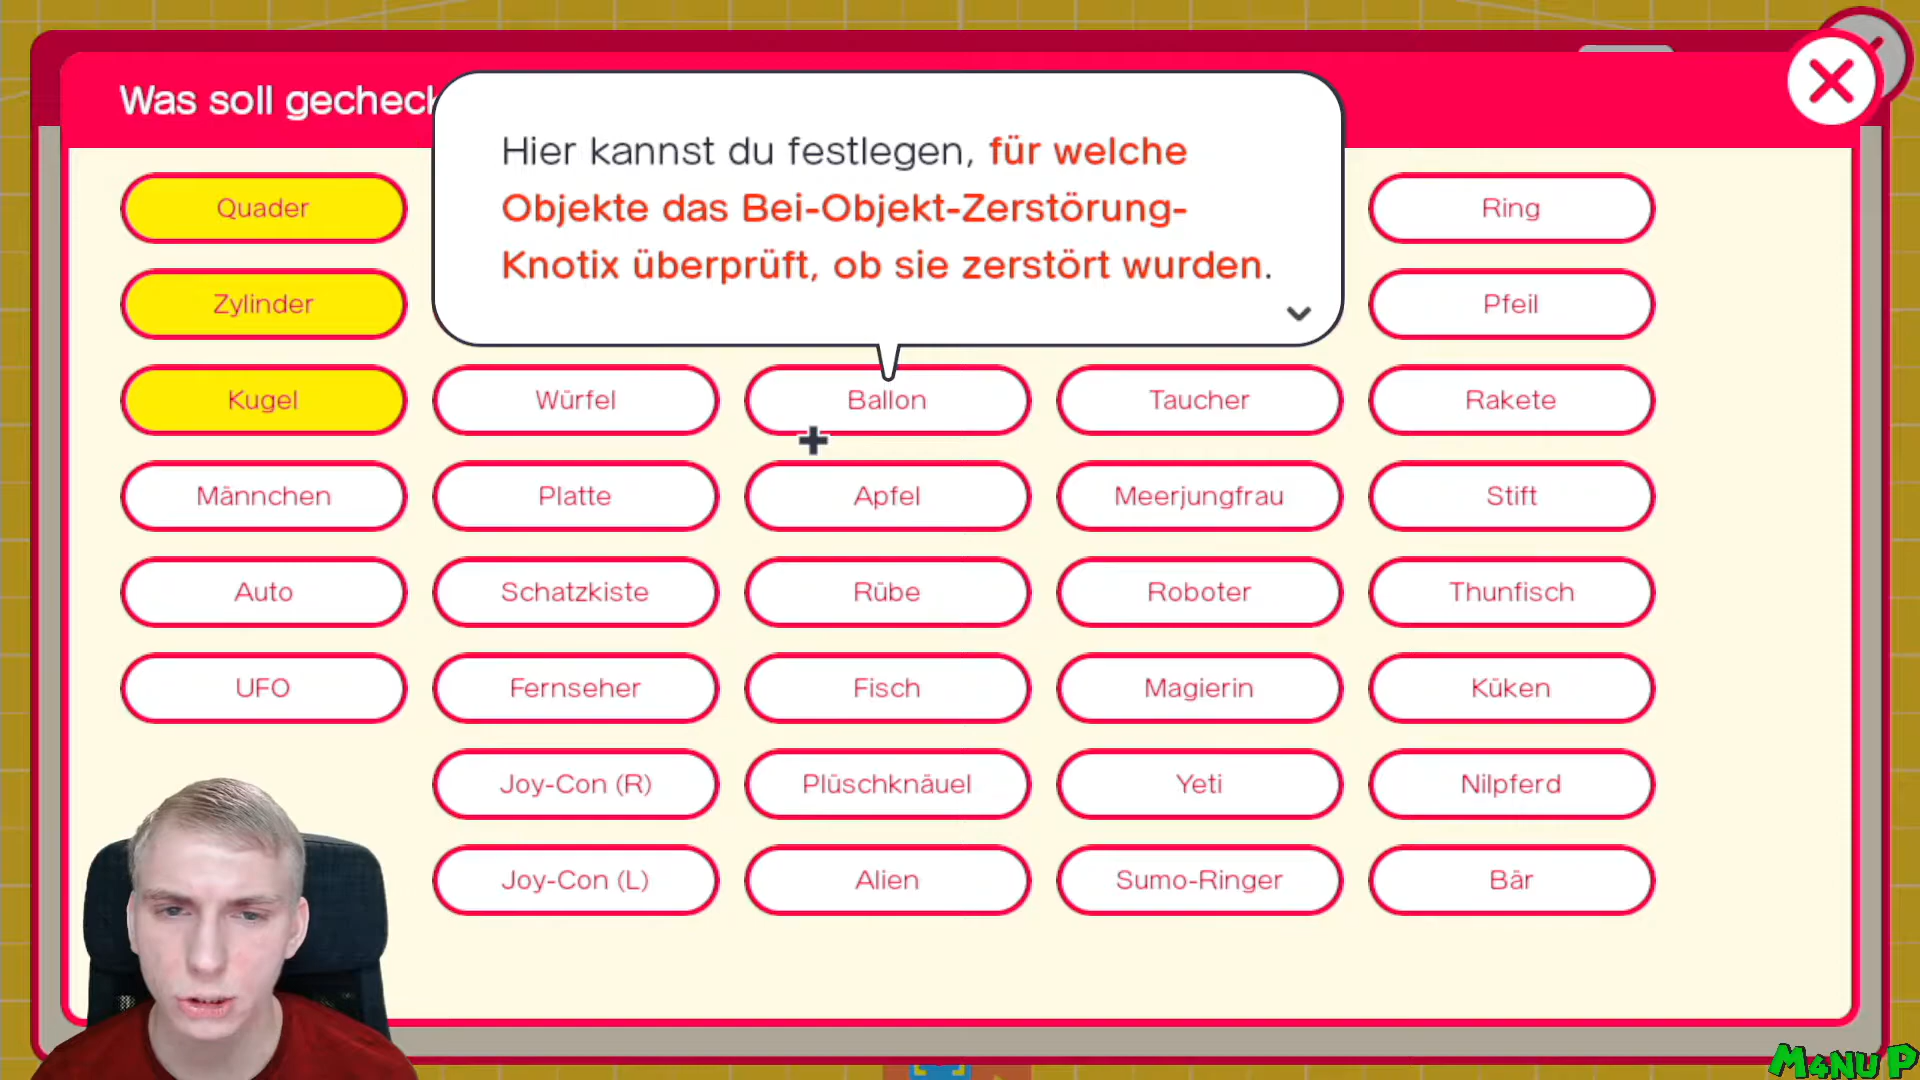 Was soll gecheck
Hier kannst du festlegen, für welche
Objekte das Bei-Objekt-Zerstörung-
Knotix überprüft, ob sie zerstört wurden.
Quader
Ring
Zylinder
Pfeil
Kugel
Würfel
Ballon
Taucher
Rakete
Männchen
Platte
Apfel
Meerjungfrau
Stift
Auto
Schatzkiste
Rübe
Roboter
Thunfisch
UFO
Fernseher
Fisch
Magierin
Küken
Joy-Con (R)
Plüschknäuel
Yeti
Nilpferd
Joy-Con (L)
Alien
Sumo-Ringer
Bär
M4NU P